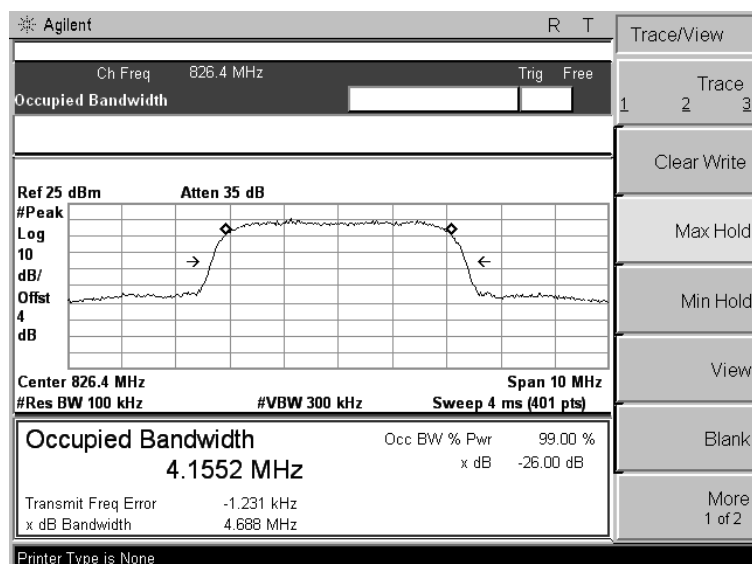 Agilent R T
Trace/View
Ch Freq 826.4 MHz Trig Free
Occupied Bandwidth
Trace
1 2 3
Clear Write
Ref 25 dBm Atten 35 dB
#Peak
Log
10
dB/
Offst
4
dB
Max Hold
Min Hold
Center 826.4 MHz Span 10 MHz
#Res BW 100 kHz #VBW 300 kHz Sweep 4 ms (401 pts)
View
Occupied Bandwidth Occ BW % Pwr 99.00 %
4.1552 MHz x dB -26.00 dB
Blank
Transmit Freq Error -1.231 kHz
x dB Bandwidth 4.688 MHz
More
1 of 2
Printer Type is None